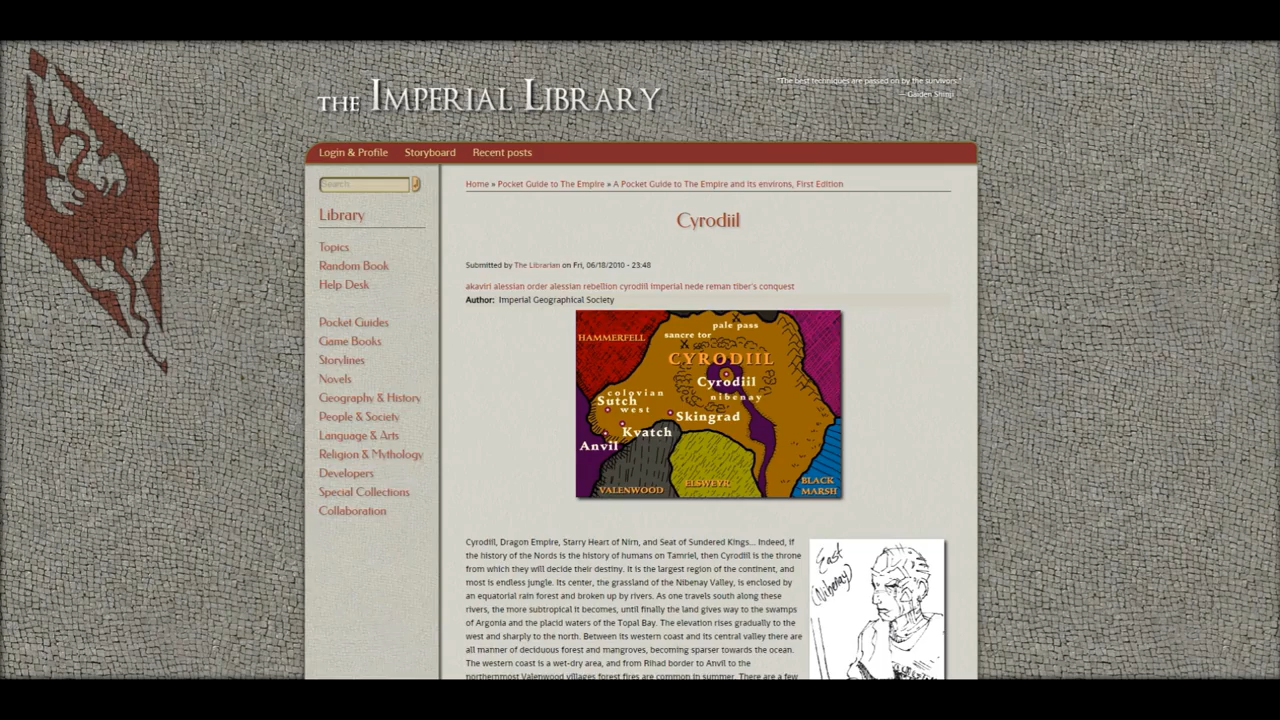 THE IMPERIAL LIBRARY
"The best techniques are passed on by the survivors."
— Gaiden Shinji
Login & Profile Storyboard Recent posts
Search
Home » Pocket Guide to The Empire » A Pocket Guide to The Empire and its environs, First Edition
Library
Topics
Random Book
Help Desk
Pocket Guides
Game Books
Storylines
Novels
Geography & History
People & Society
Language & Arts
Religion & Mythology
Developers
Special Collections
Collaboration
Cyrodiil
Submitted by The Librarian on Fri, 06/18/2010 - 23:48
akaviri alessian order alessian rebellion cyrodiil imperial nede reman tiber's conquest
Author: Imperial Geographical Society
pale pass
sancre tor
HAMMERFELL
CYRODIIL
Cyrodiil
colovian
nibenay
Sutch
west
Skingrad
Kvatch
Anvil
VALENWOOD
ELSWEYR
BLACK
MARSH
Cyrodiil, Dragon Empire, Starry Heart of Nirn, and Seat of Sundered Kings... Indeed, if
the history of the Nords is the history of humans on Tamriel, then Cyrodiil is the throne
from which they will decide their destiny. It is the largest region of the continent, and
most is endless jungle. Its center, the grassland of the Nibenay Valley, is enclosed by
an equatorial rain forest and broken up by rivers. As one travels south along these
rivers, the more subtropical it becomes, until finally the land gives way to the swamps
of Argonia and the placid waters of the Topal Bay. The elevation rises gradually to the
west and sharply to the north. Between its western coast and its central valley there are
all manner of deciduous forest and mangroves, becoming sparser towards the ocean.
The western coast is a wet-dry area, and from Rihad border to Anvil to the
northernmost Valenwood villages forest fires are common in summer. There are a few
East
(Nibenay)